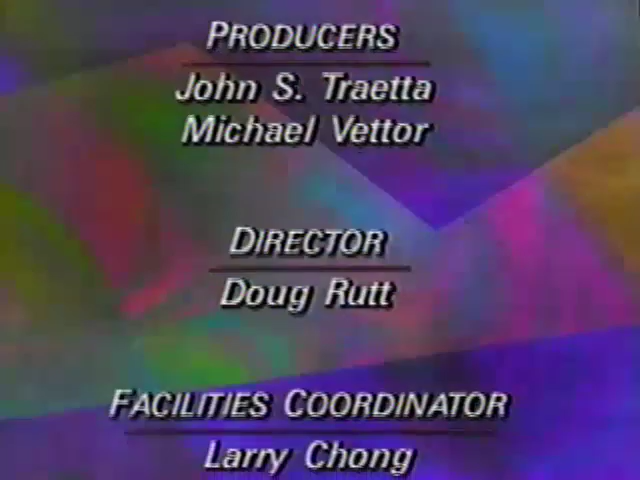 PRODUCERS
John S. Traetta
Michael Vettor
DIRECTOR
Doug Rutt
FACILITIES COORDINATOR
Larry Chong